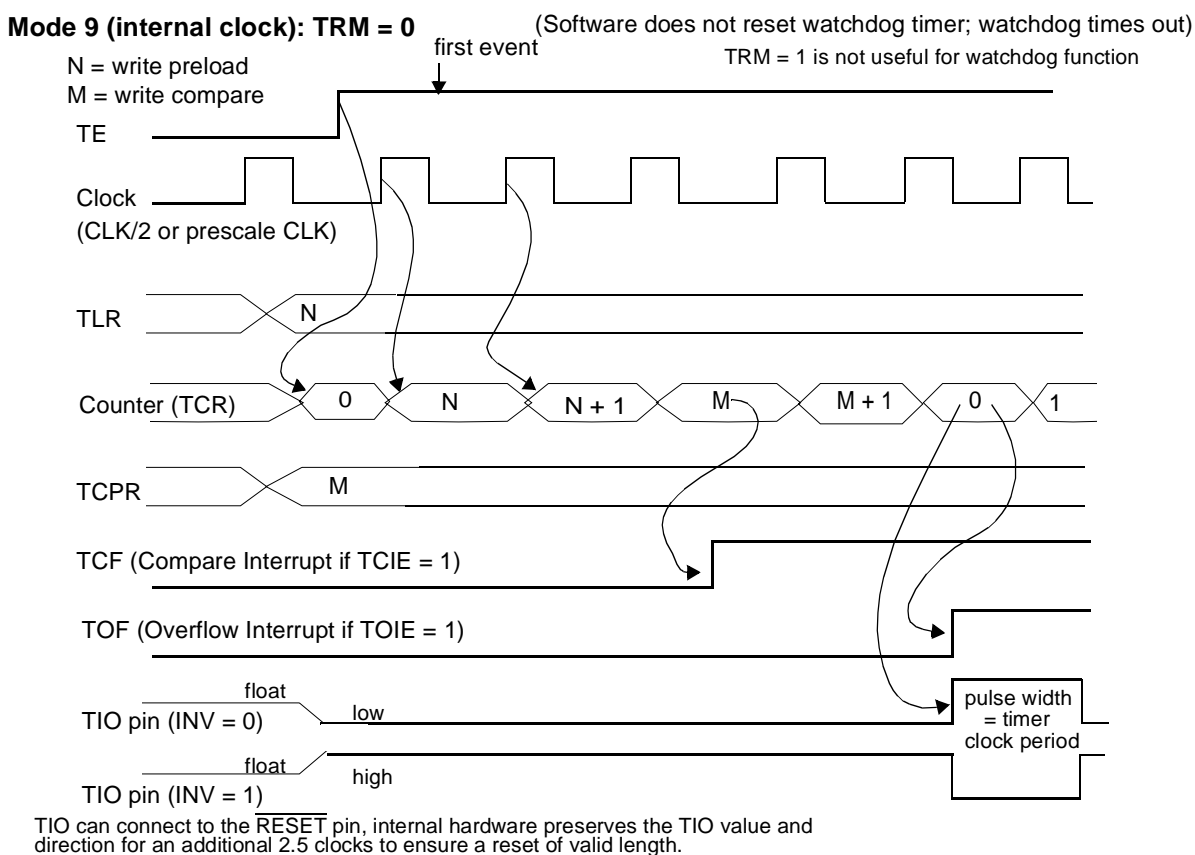 Mode 9 (internal clock): TRM = 0
(Software does not reset watchdog timer; watchdog times out)
first event
TRM = 1 is not useful for watchdog function
N = write preload
M = write compare
TE
Clock
(CLK/2 or prescale CLK)
TLR
N
Counter (TCR)
0
N
N + 1
M
M + 1
0
1
TCPR
M
TCF (Compare Interrupt if TCIE = 1)
TOF (Overflow Interrupt if TOIE = 1)
float
TIO pin (INV = 0)
low
pulse width
= timer
clock period
float
TIO pin (INV = 1)
high
TIO can connect to the RESET pin, internal hardware preserves the TIO value and
direction for an additional 2.5 clocks to ensure a reset of valid length.